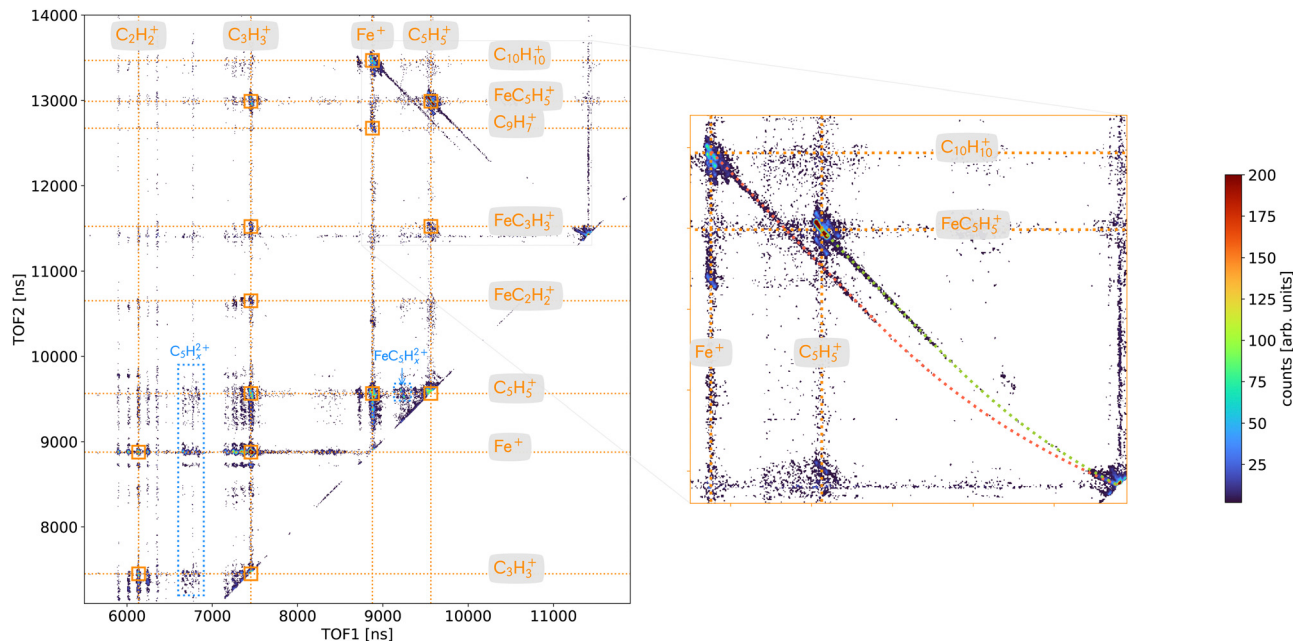 C₂H₂⁺ C₃H₃⁺ Fe⁺ C₅H₅⁺
C₁₀H₁₀⁺
FeC₅H₅⁺
C₉H₇⁺
FeC₃H₃⁺
FeC₂H₂⁺
C₅Hₓ²⁺ FeC₅Hₓ²⁺
C₅H₅⁺
Fe⁺
C₃H₃⁺
14000
13000
12000
11000
10000
9000
8000
TOF2 [ns]
6000 7000 8000 9000 10000 11000
TOF1 [ns]
C₁₀H₁₀⁺
FeC₅H₅⁺
Fe⁺ C₅H₅⁺
200
175
150
125
100
75
50
25
counts [arb. units]